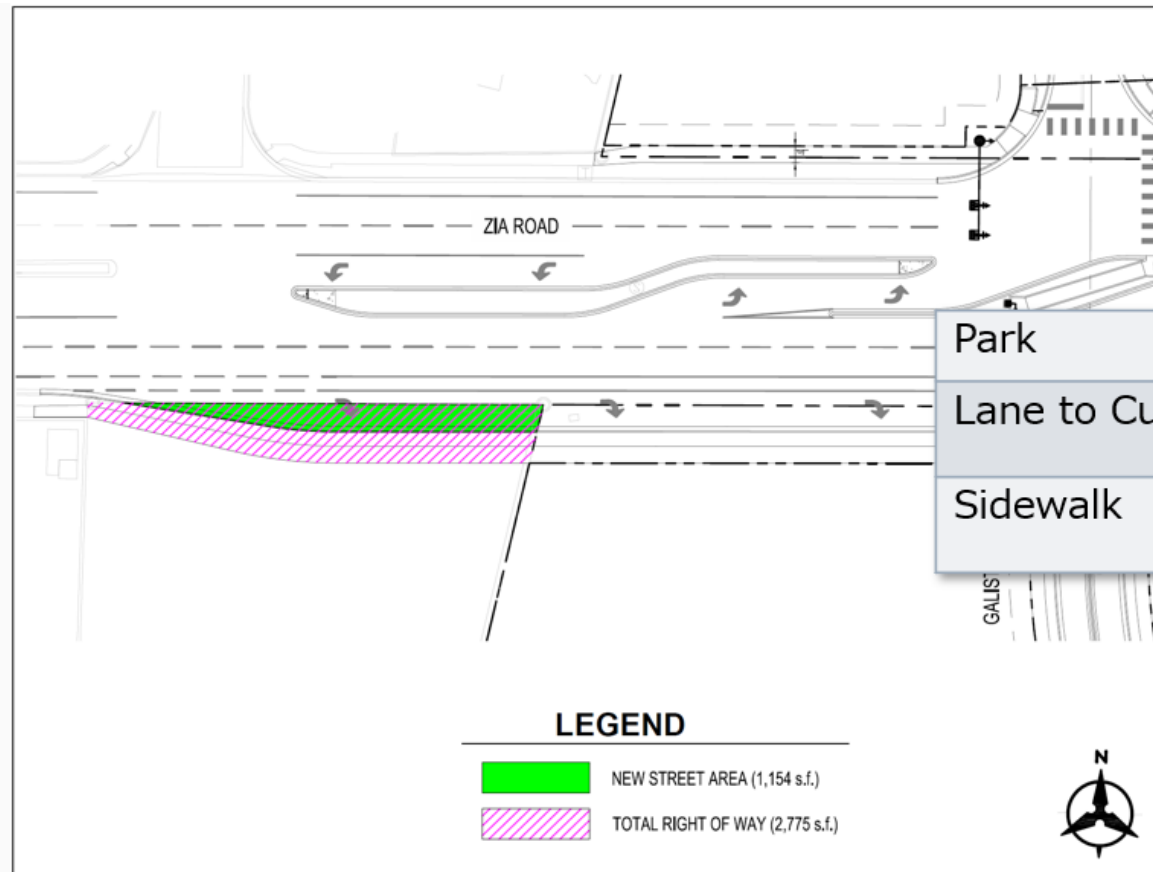 ZIA ROAD
Park
Lane to Cu
Sidewalk
GALIST
LEGEND
NEW STREET AREA (1,154 s.f.)
TOTAL RIGHT OF WAY (2,775 s.f.)
N